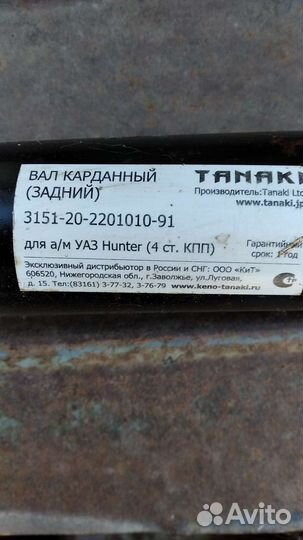 ВАЛ КАРДАННЫЙ
(ЗАДНИЙ)
TANAKI
Производитель:Tanaki Ltd
www.tanaki.jp
3151-20-2201010-91
для а/м УАЗ Hunter (4 ст. КПП)
Гарантийный
срок: 1 год
Эксклюзивный дистрибьютор в России и СНГ: ООО «КиТ»
606520, Нижегородская обл., г.Заволжье, ул.Луговая,
д. 15. Тел:(83161) 3-77-32, 3-76-79 www.keno-tanaki.ru
Avito